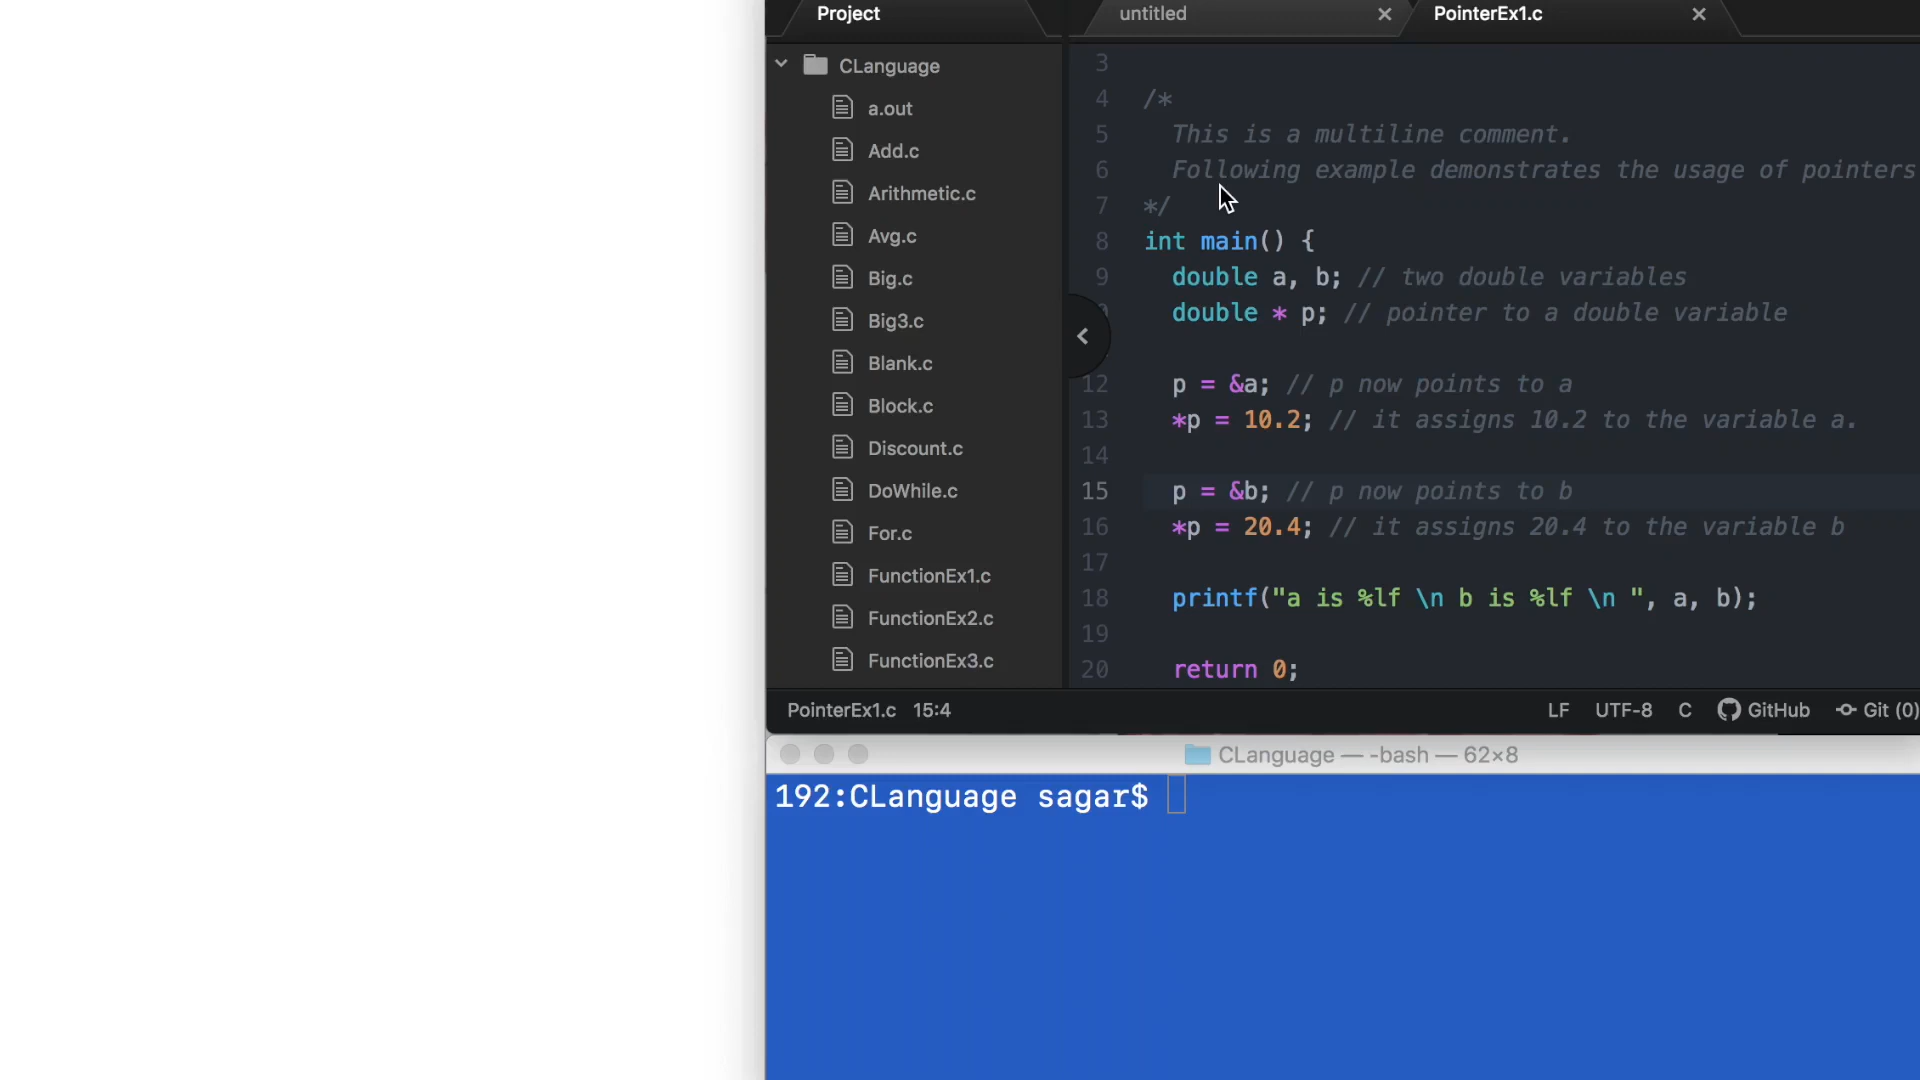 Project
untitled
PointerEx1.c
CLanguage
a.out
Add.c
Arithmetic.c
Avg.c
Big.c
Big3.c
Blank.c
Block.c
Discount.c
DoWhile.c
For.c
FunctionEx1.c
FunctionEx2.c
FunctionEx3.c
3
4 /*
5 This is a multiline comment.
6 Following example demonstrates the usage of pointers
7 */
8 int main() {
9 double a, b; // two double variables
double * p; // pointer to a double variable
12 p = &a; // p now points to a
13 *p = 10.2; // it assigns 10.2 to the variable a.
14
15 p = &b; // p now points to b
16 *p = 20.4; // it assigns 20.4 to the variable b
17
18 printf("a is %lf \n b is %lf \n ", a, b);
19
20 return 0;
PointerEx1.c 15:4
LF UTF-8 C GitHub Git (0)
CLanguage — -bash — 62×8
192:CLanguage sagar$